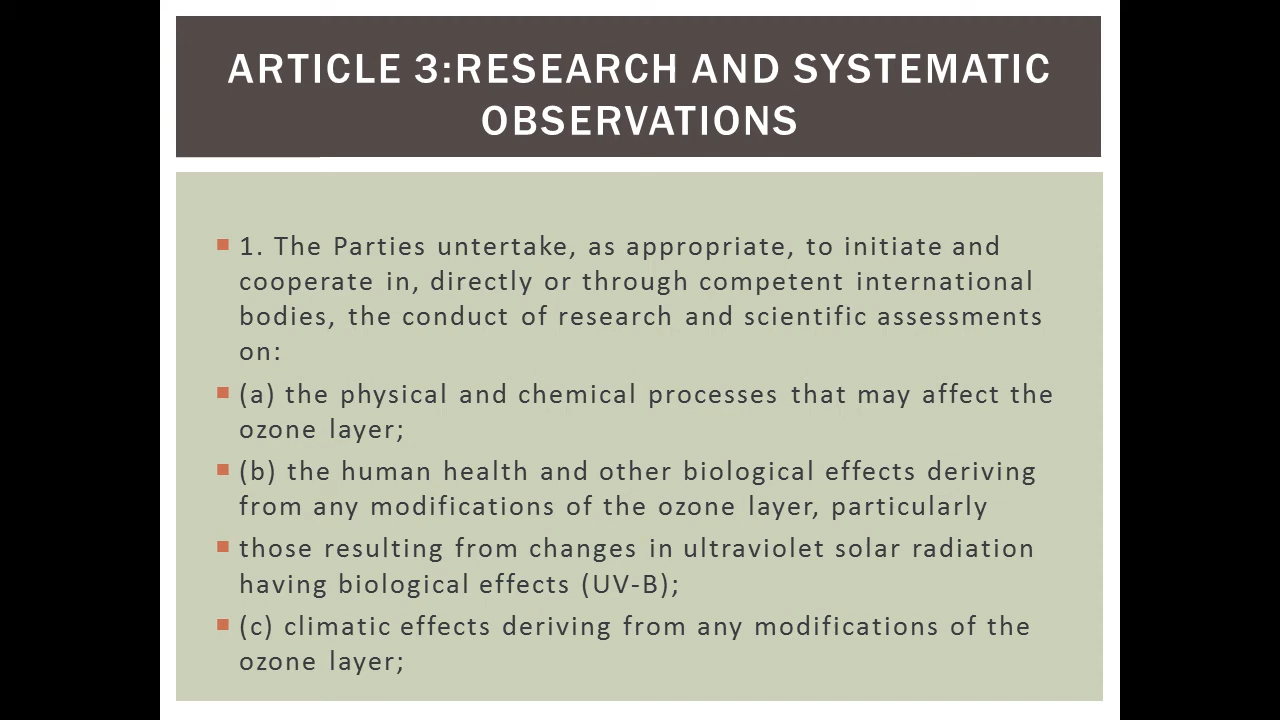 ARTICLE 3:RESEARCH AND SYSTEMATIC
OBSERVATIONS
1. The Parties untertake, as appropriate, to initiate and
cooperate in, directly or through competent international
bodies, the conduct of research and scientific assessments
on:
(a) the physical and chemical processes that may affect the
ozone layer;
(b) the human health and other biological effects deriving
from any modifications of the ozone layer, particularly
those resulting from changes in ultraviolet solar radiation
having biological effects (UV-B);
(c) climatic effects deriving from any modifications of the
ozone layer;